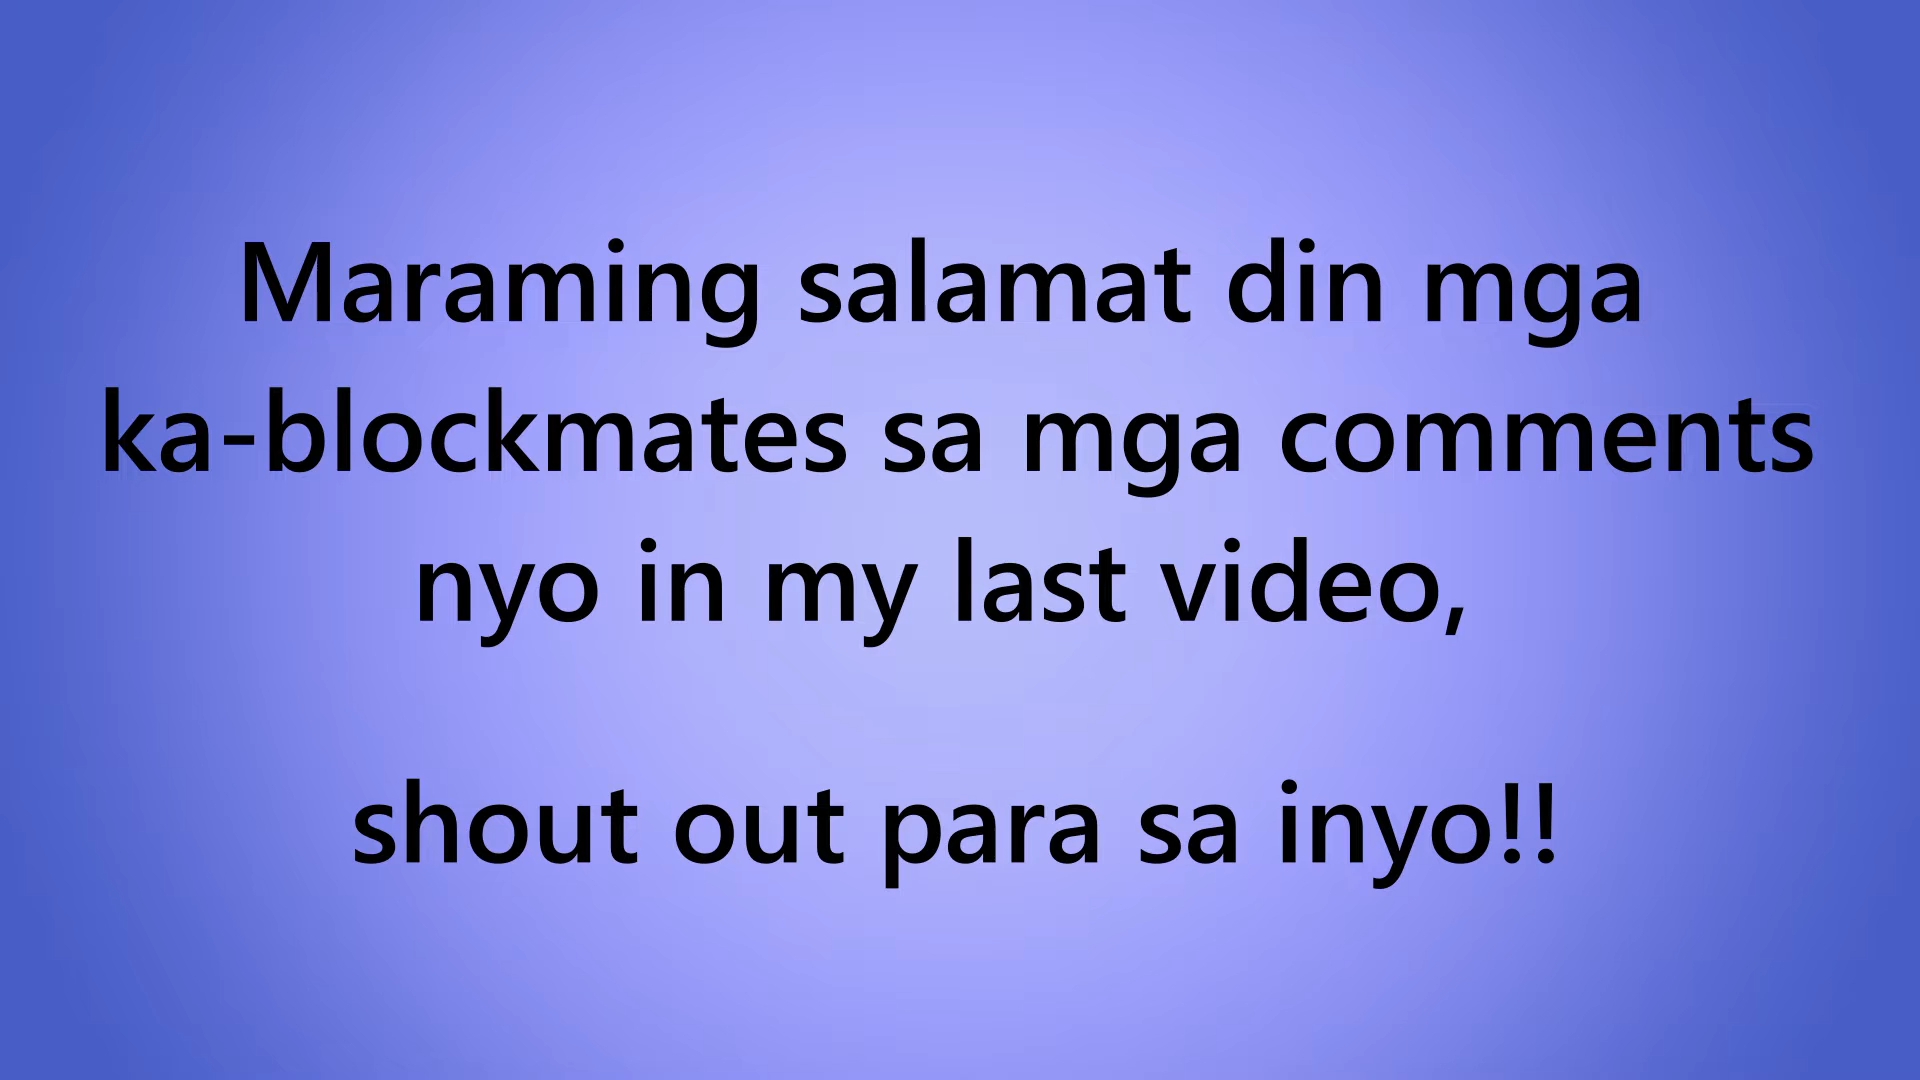 Maraming salamat din mga
ka-blockmates sa mga comments
nyo in my last video,
shout out para sa inyo!!